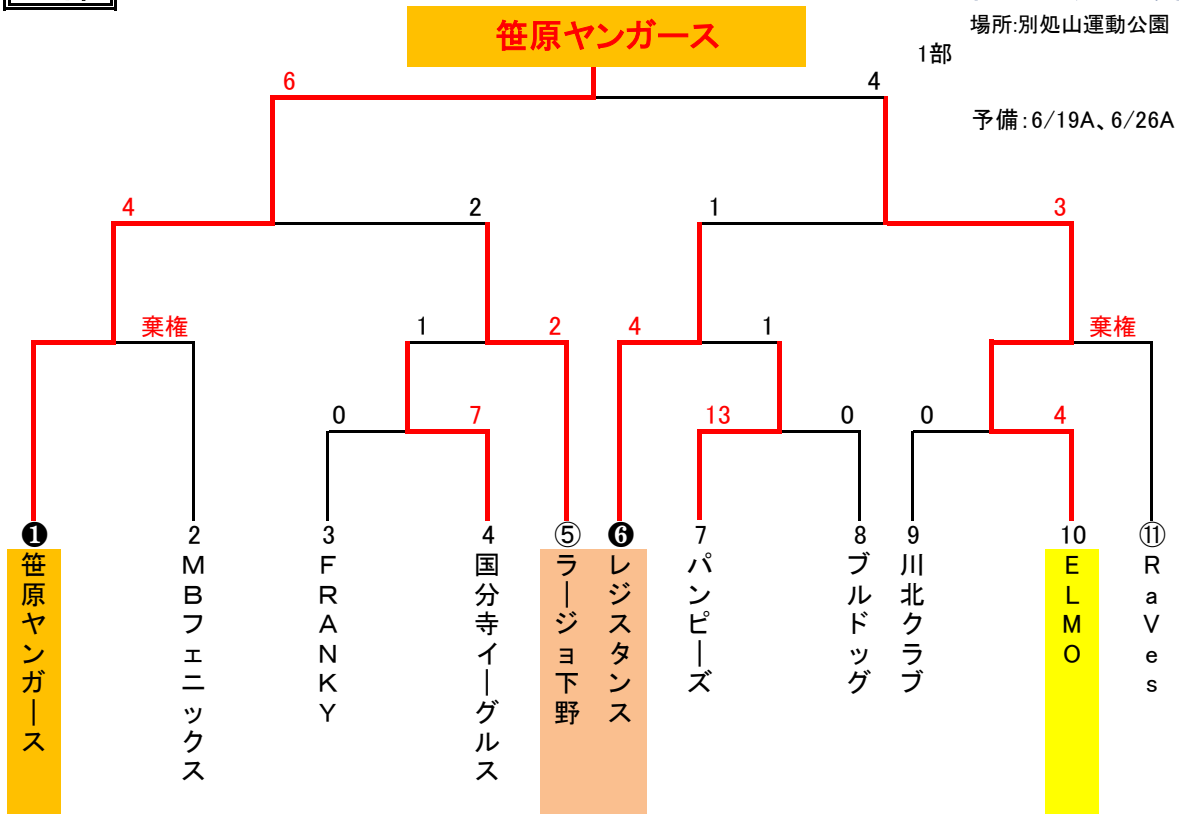 笹原ヤンガース
場所:別処山運動公園
1部
6
4
予備:6/19A、6/26A
4
2
1
3
棄権
1
2
4
1
棄権
0
7
13
0
0
4
❶
2
3
4
⑤
❻
7
8
9
10
⑪
笹原ヤンガース
MBフェニックス
FRANKY
国分寺イーグルス
ラージョ下野
レジスタンス
パンピーズ
ブルドッグ
川北クラブ
ELMO
RaVes